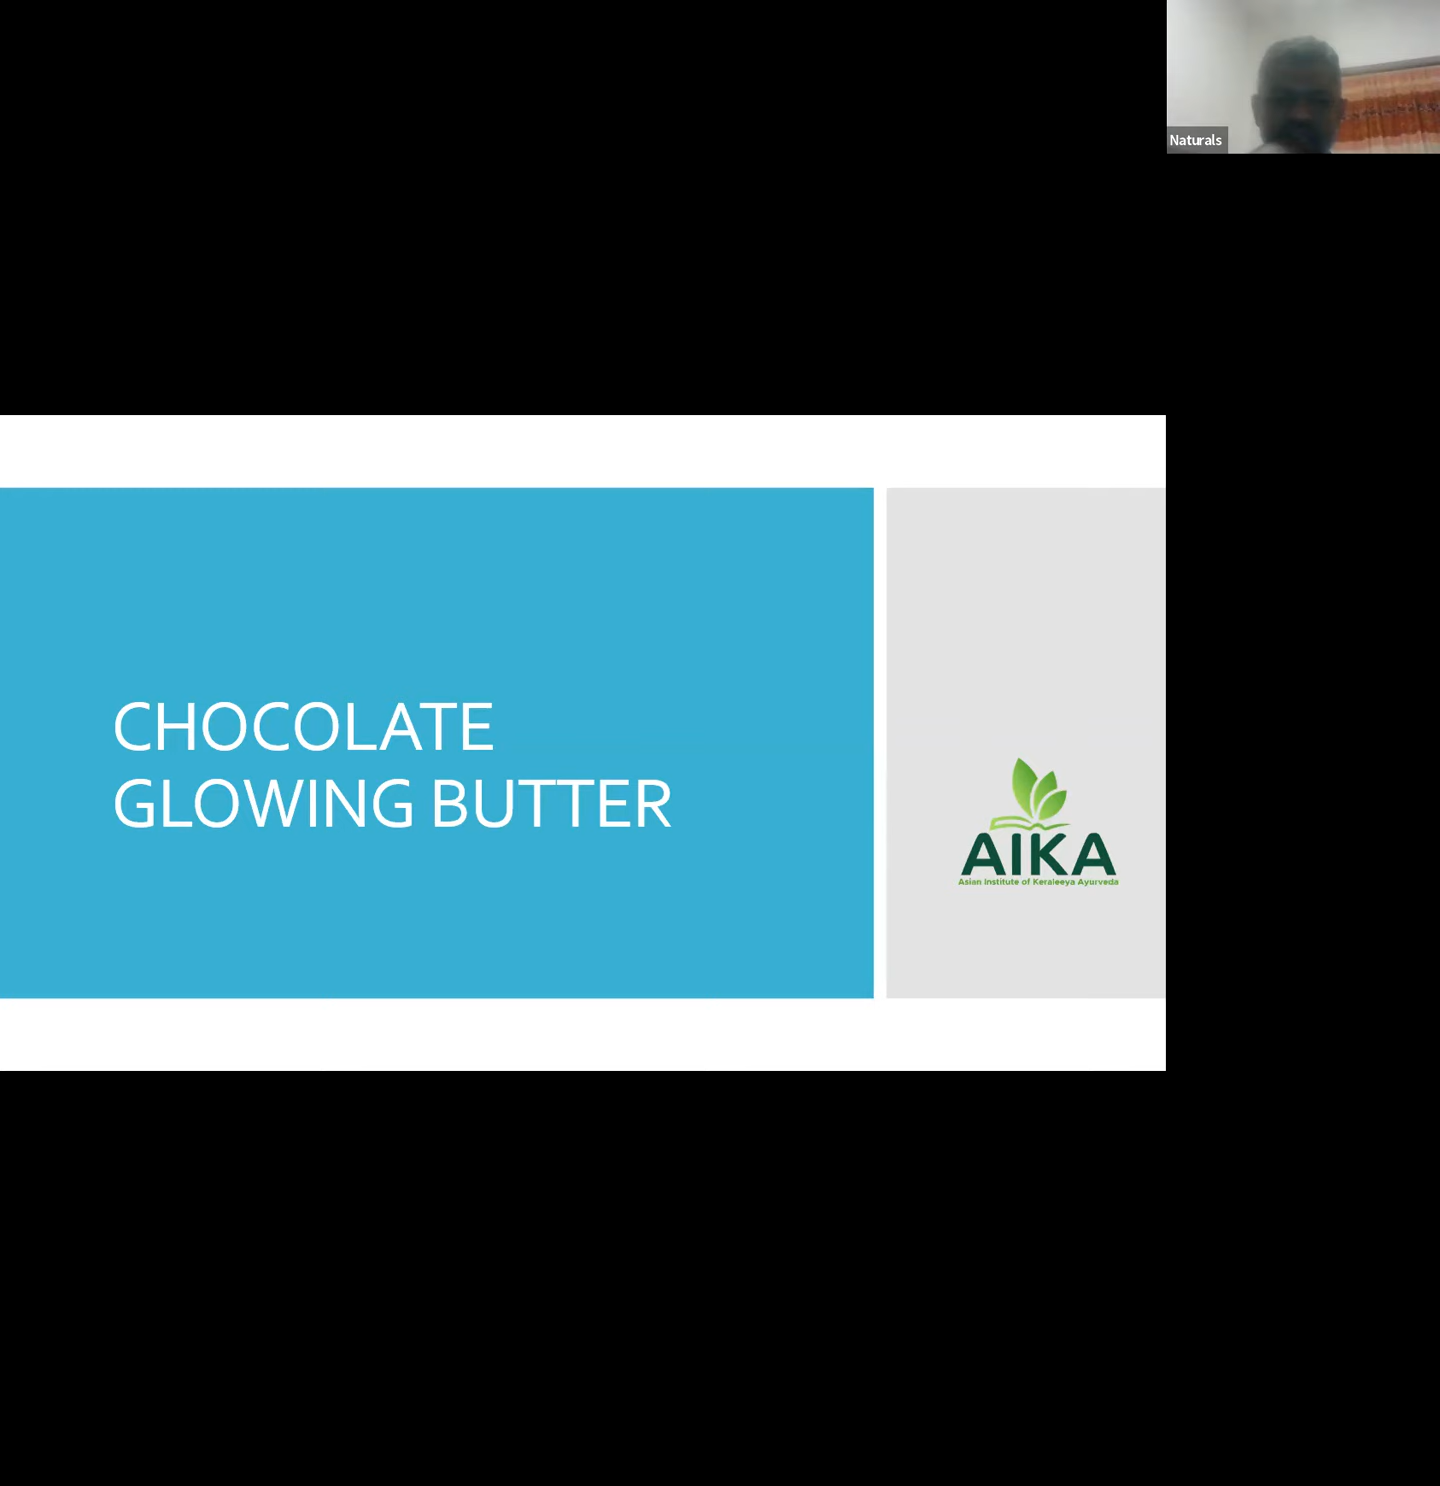 Naturals
CHOCOLATE
GLOWING BUTTER
AIKA
Asian Institute of Keraleeya Ayurveda